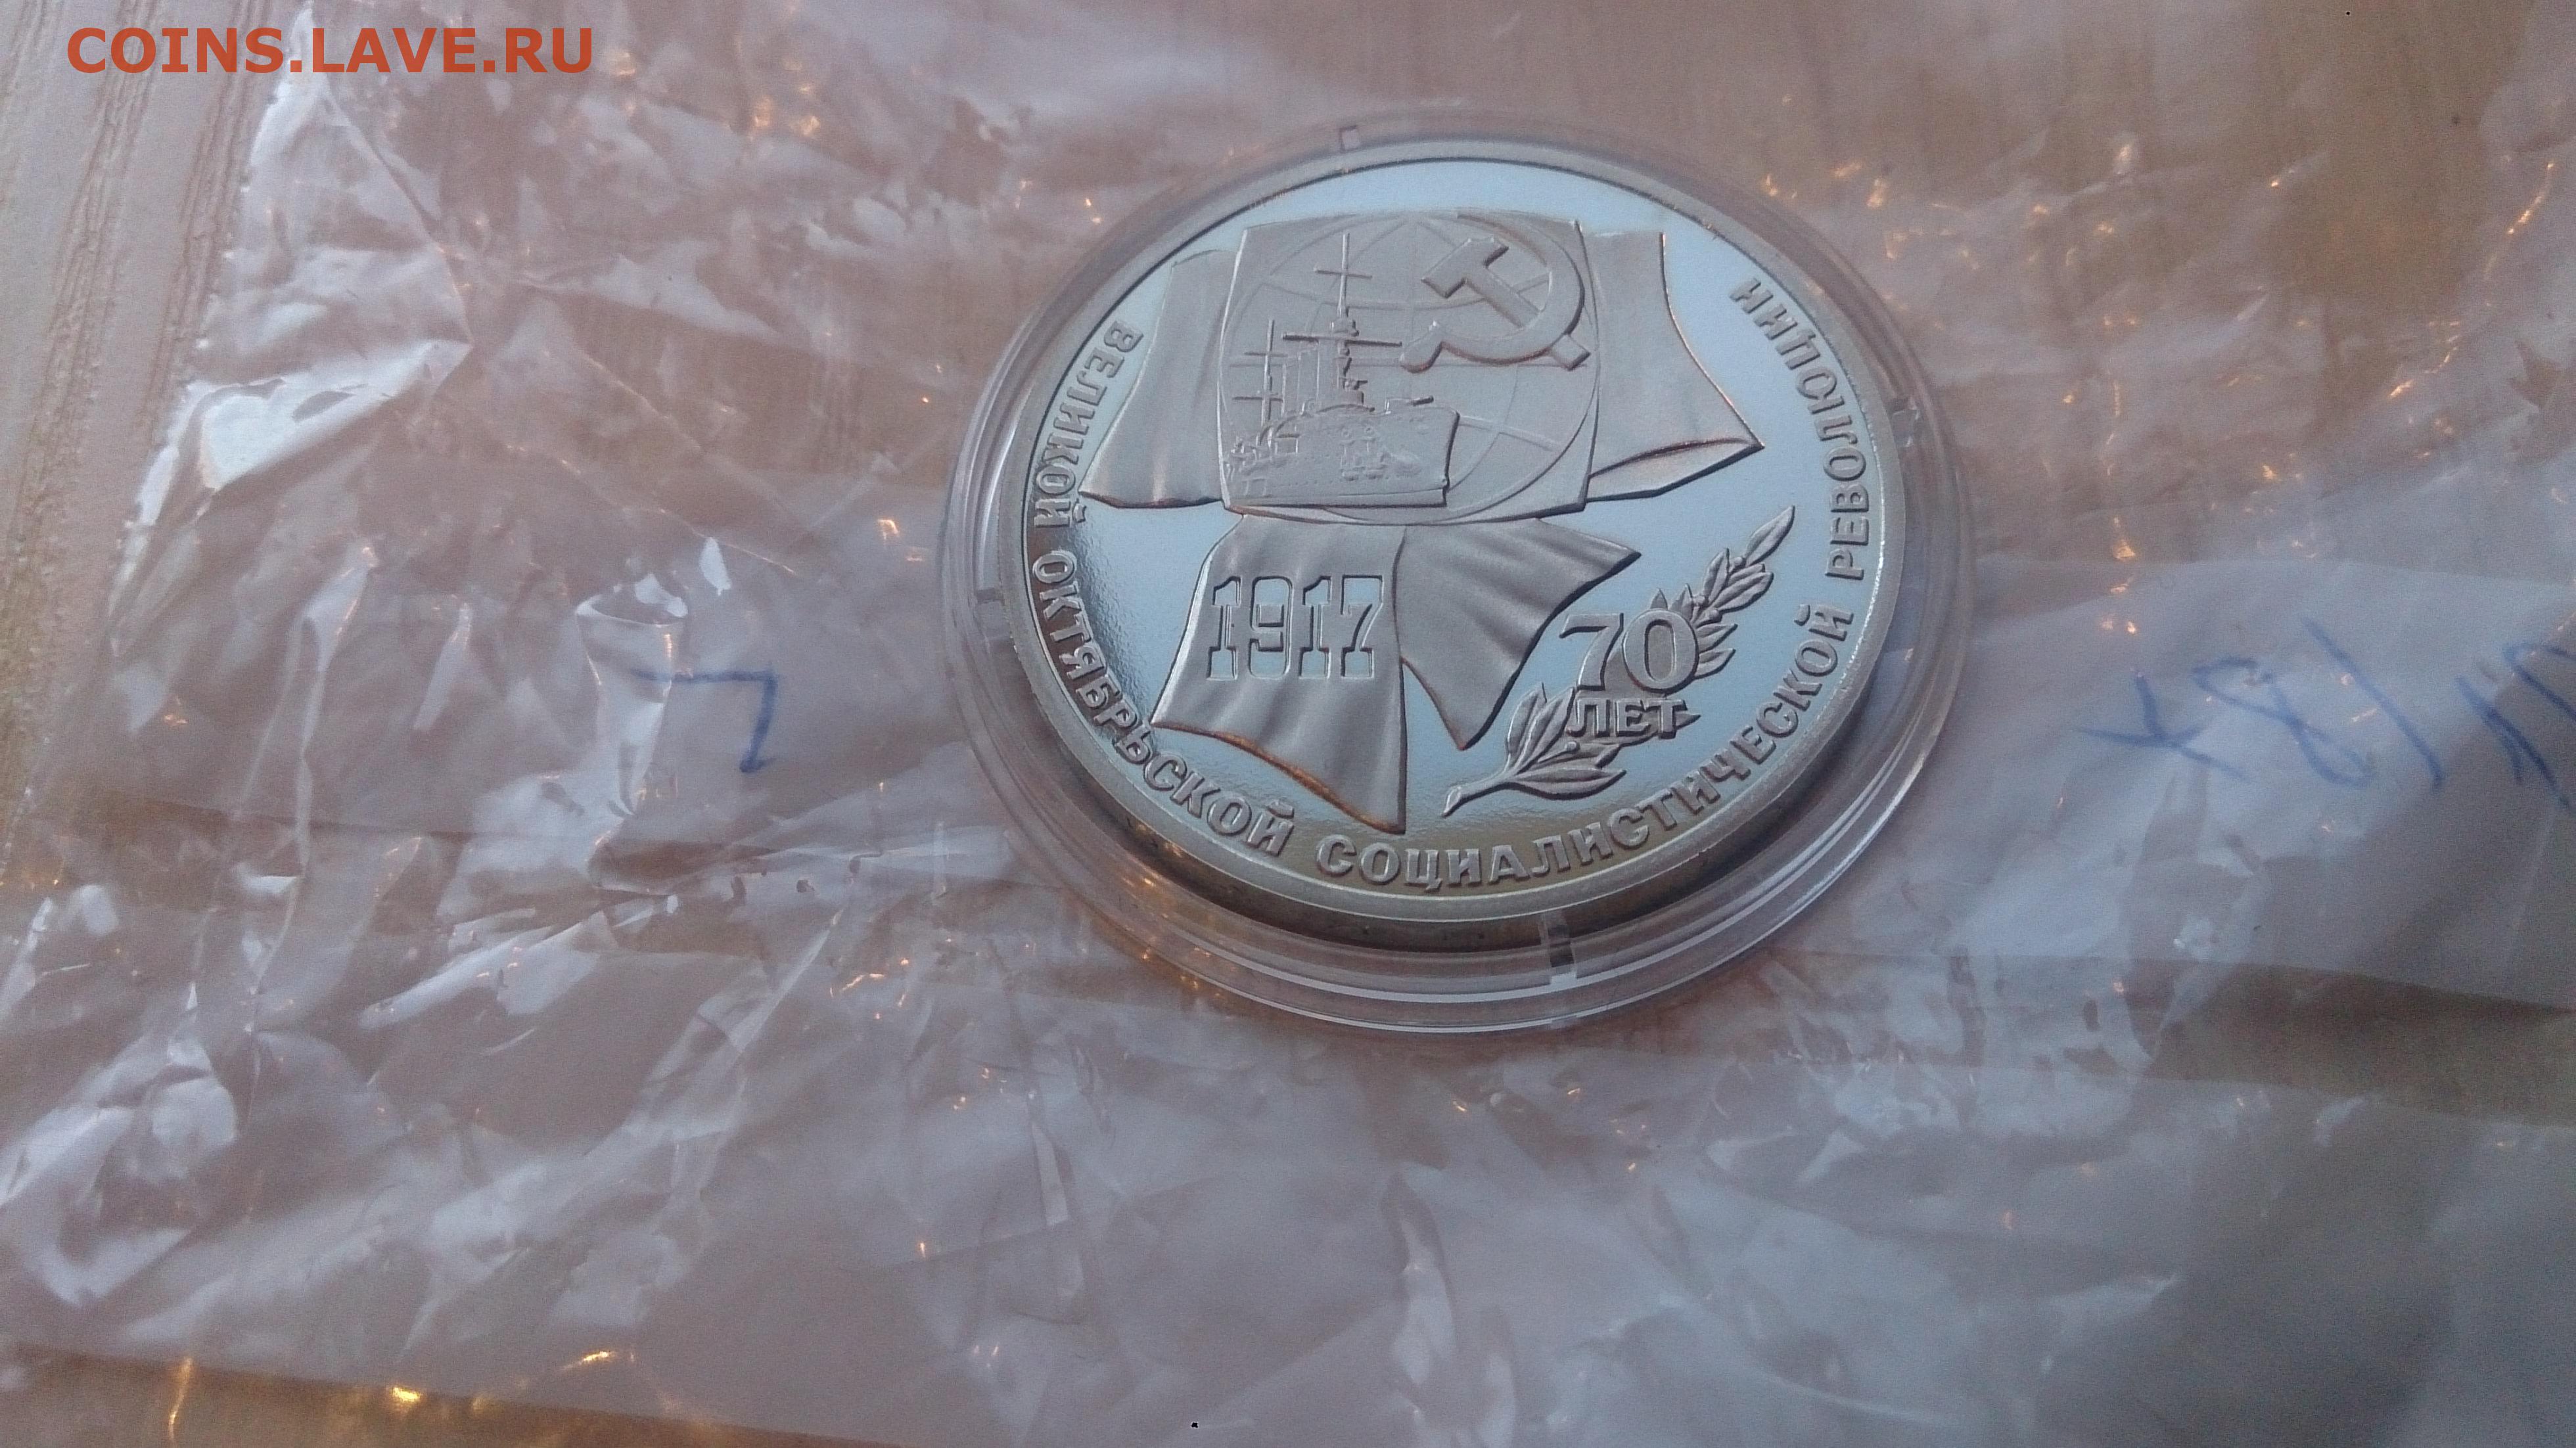 COINS.LAVE.RU
1917
70
ЛЕТ
ВЕЛИКОЙ ОКТЯБРЬСКОЙ СОЦИАЛИСТИЧЕСКОЙ РЕВОЛЮЦИИ